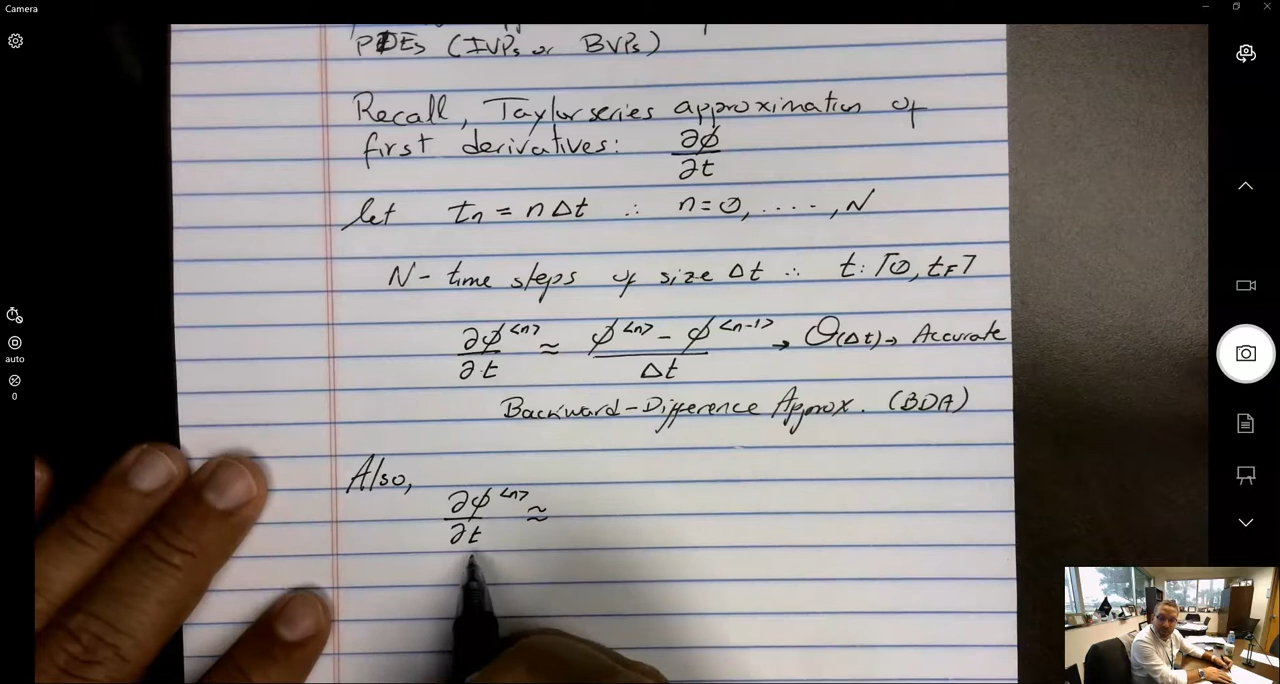 Camera
PDEs (IVPs or BVPs)
Recall, Taylor series approximation of
first derivatives: ∂ϕ/∂t
let tn = n Δt ∴ n=0, ....., N
N - time steps of size Δt ∴ t: [0, tF]
∂ϕ/∂t <n> ≈ (ϕ<n> - ϕ<n-1>)/Δt → O(Δt) → Accurate
Backward-Difference Approx. (BDA)
Also,
∂ϕ/∂t <n> ≈
auto
0